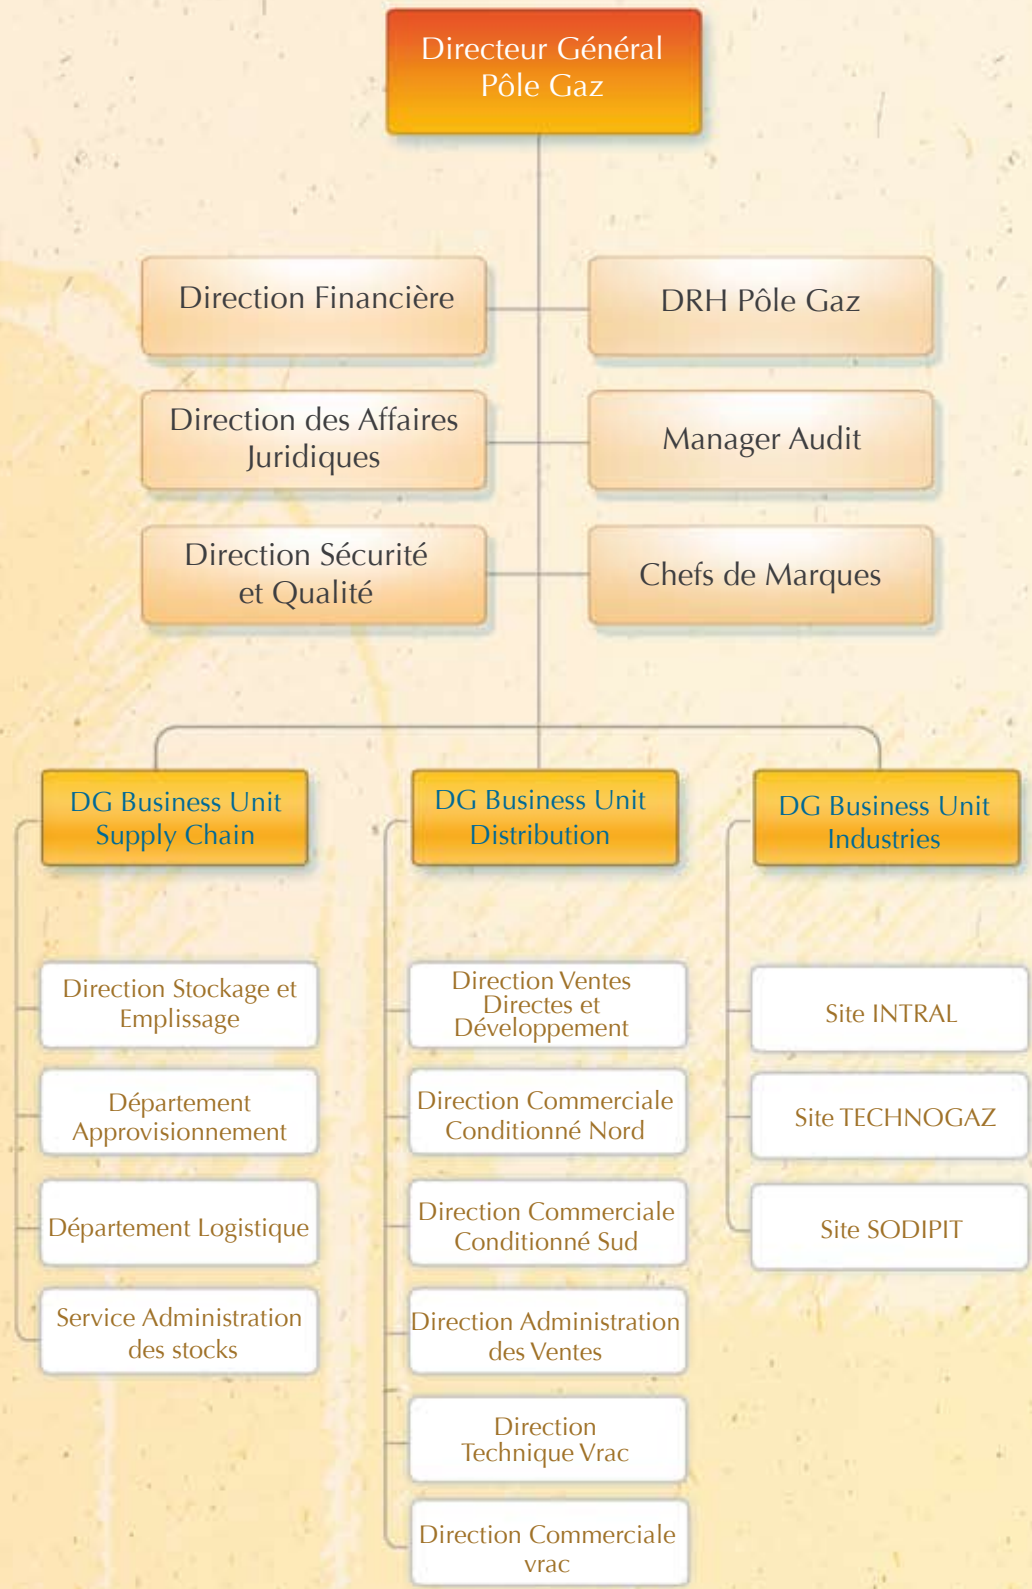 Directeur Général
Pôle Gaz
Direction Financière
DRH Pôle Gaz
Direction des Affaires
Juridiques
Manager Audit
Direction Sécurité
et Qualité
Chefs de Marques
DG Business Unit
Supply Chain
DG Business Unit
Distribution
DG Business Unit
Industries
Direction Stockage et
Emplissage
Département
Approvisionnement
Département Logistique
Service Administration
des stocks
Direction Ventes
Directes et
Développement
Direction Commerciale
Conditionné Nord
Direction Commerciale
Conditionné Sud
Direction Administration
des Ventes
Direction
Technique Vrac
Direction Commerciale
vrac
Site INTRAL
Site TECHNOGAZ
Site SODIPIT